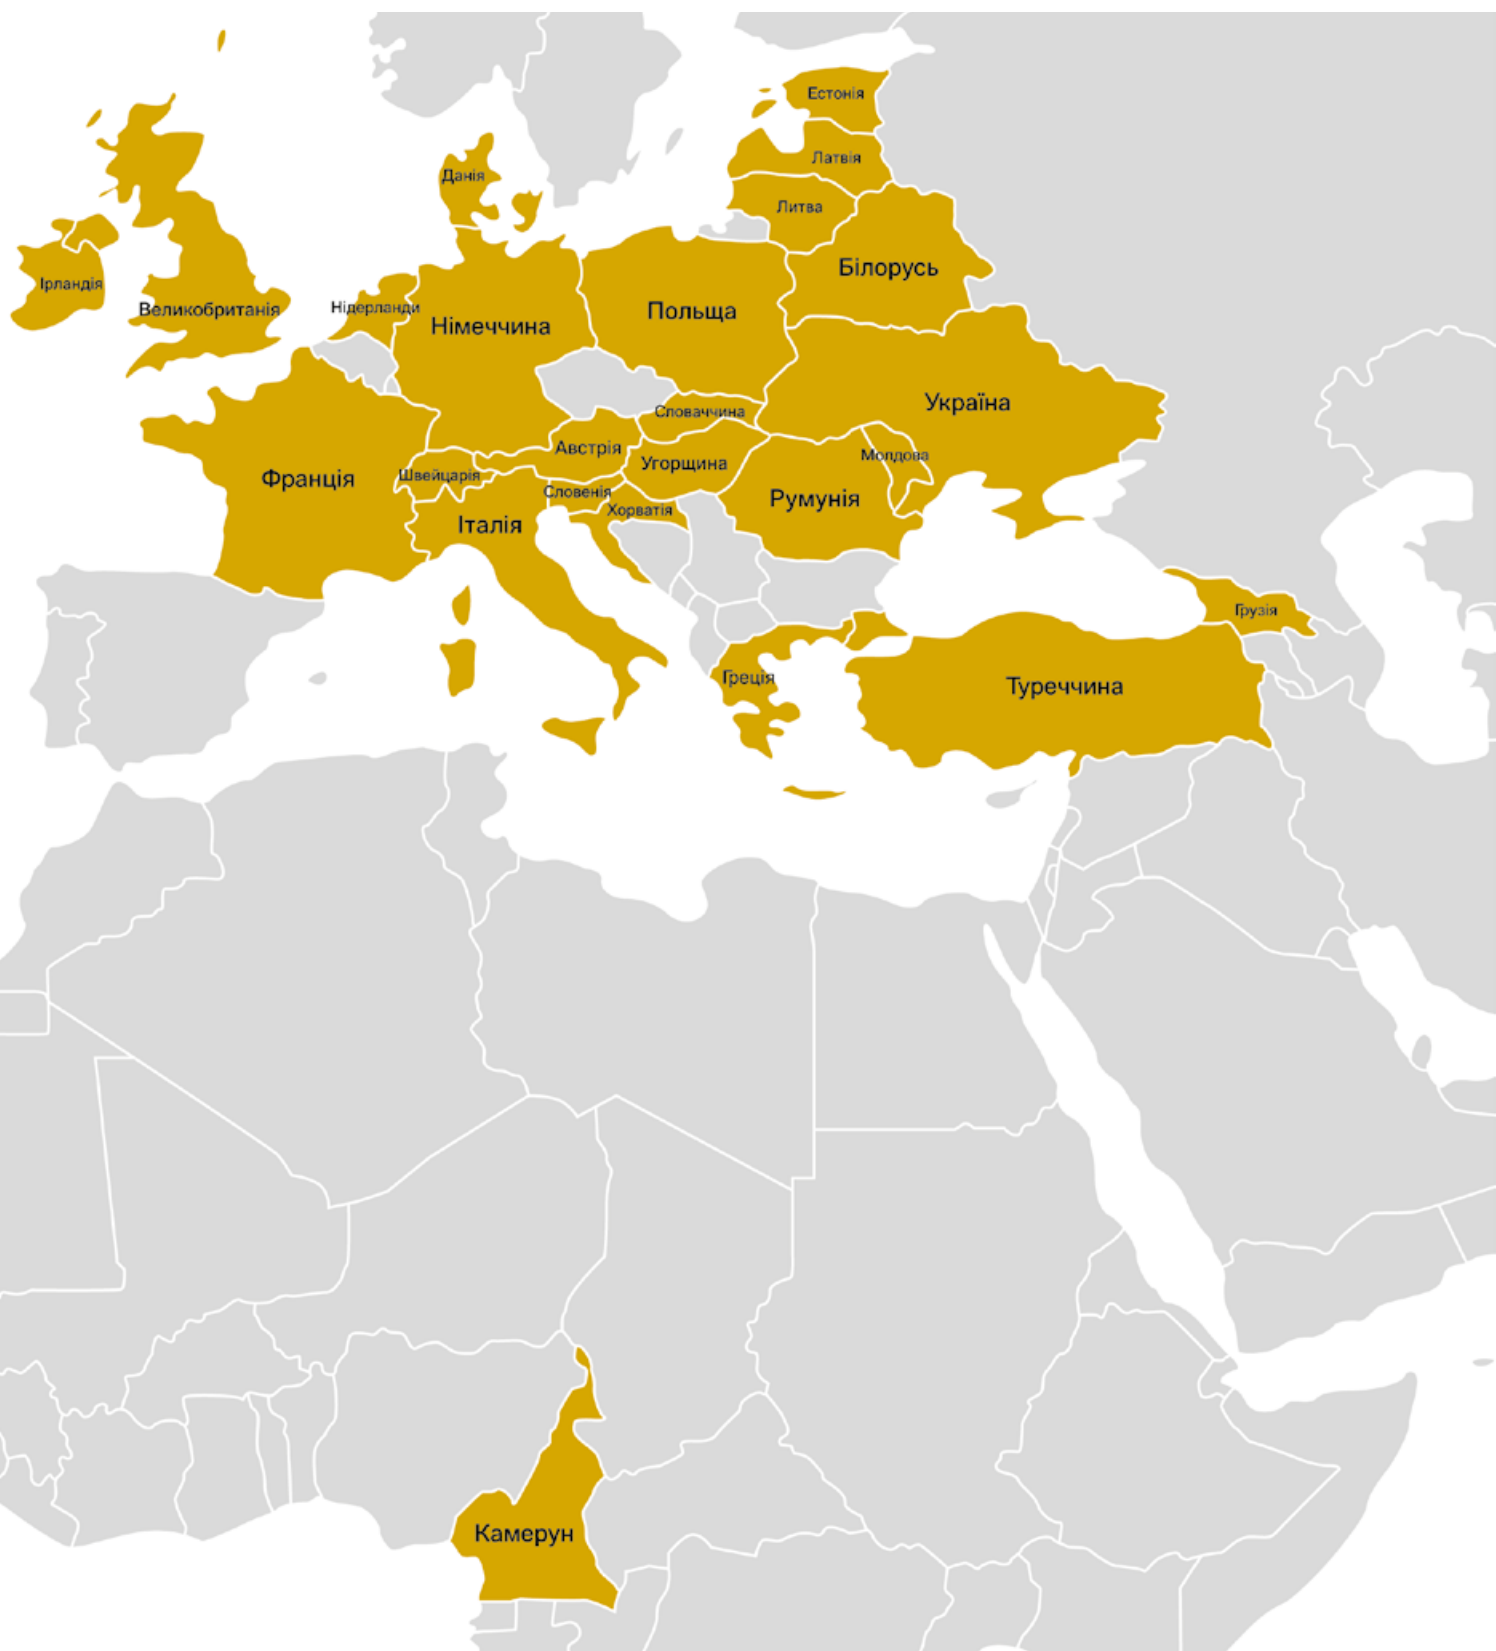 Естонія
Латвія
Данія
Литва
Білорусь
Ірландія
Великобританія
Нідерланди
Німеччина
Польща
Україна
Словаччина
Австрія
Молдова
Угорщина
Франція
Швейцарія
Словенія
Румунія
Хорватія
Італія
Грузія
Греція
Туреччина
Камерун